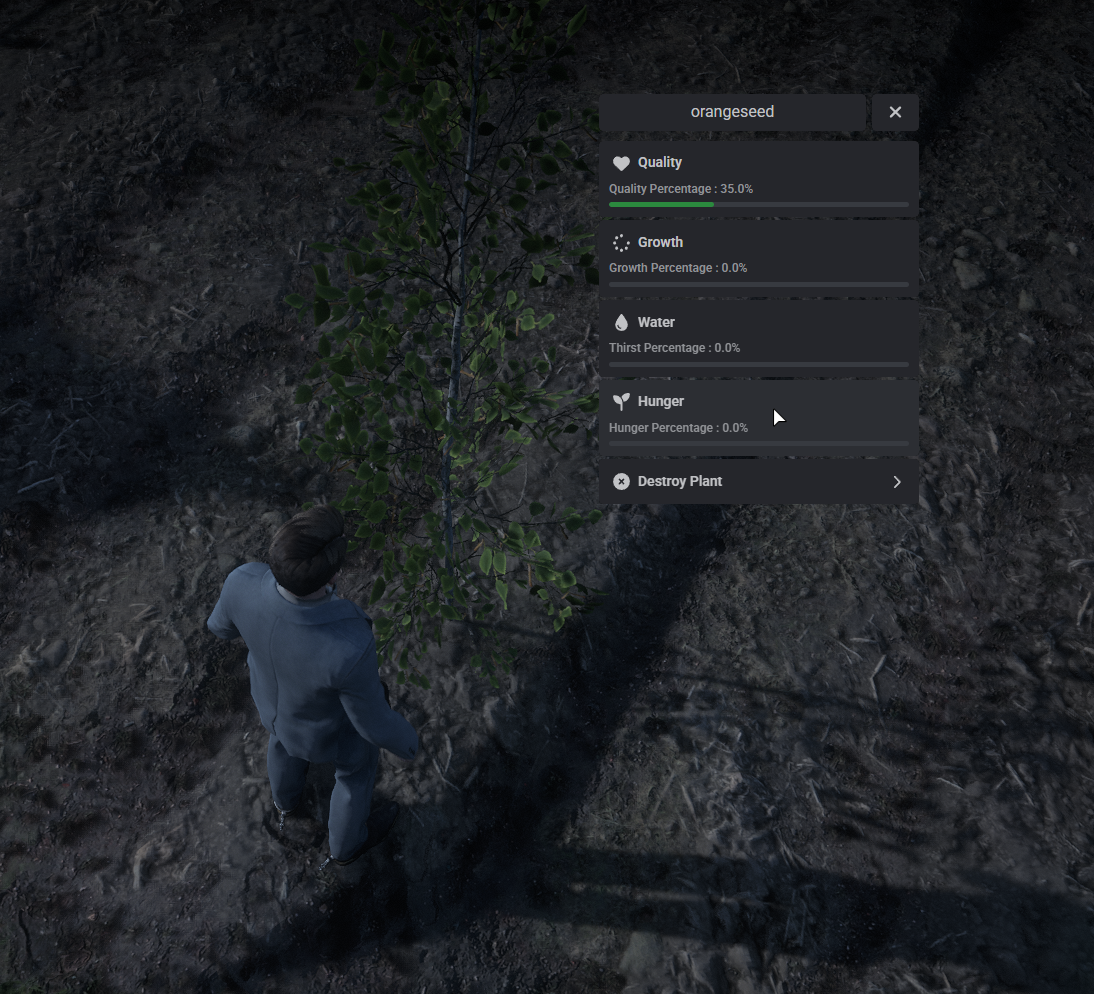 orangeseed
Quality
Quality Percentage : 35.0%
Growth
Growth Percentage : 0.0%
Water
Thirst Percentage : 0.0%
Hunger
Hunger Percentage : 0.0%
Destroy Plant